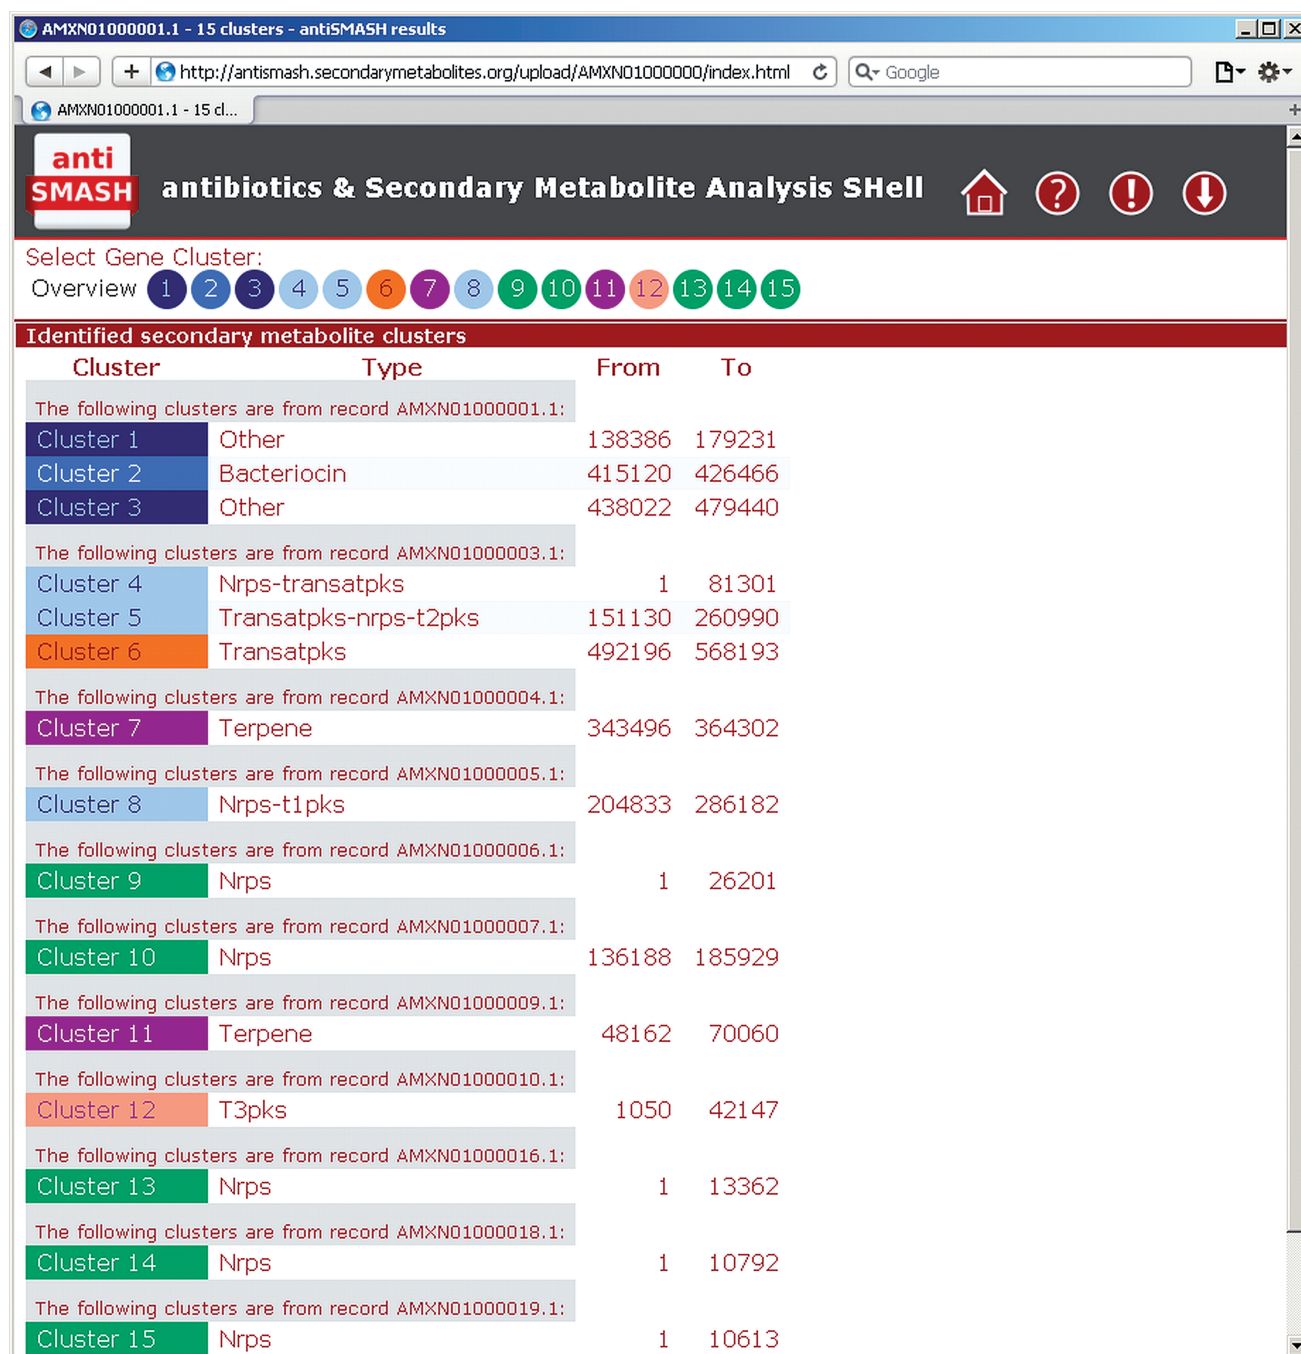 AMXN01000001.1 - 15 clusters - antiSMASH results
http://antismash.secondarymetabolites.org/upload/AMXN01000000/index.html Google
AMXN01000001.1 - 15 cl...
anti
SMASH
antibiotics & Secondary Metabolite Analysis SHell
Select Gene Cluster:
Overview 1 2 3 4 5 6 7 8 9 10 11 12 13 14 15
Identified secondary metabolite clusters
Cluster Type From To
The following clusters are from record AMXN01000001.1:
Cluster 1 Other 138386 179231
Cluster 2 Bacteriocin 415120 426466
Cluster 3 Other 438022 479440
The following clusters are from record AMXN01000003.1:
Cluster 4 Nrps-transatpks 1 81301
Cluster 5 Transatpks-nrps-t2pks 151130 260990
Cluster 6 Transatpks 492196 568193
The following clusters are from record AMXN01000004.1:
Cluster 7 Terpene 343496 364302
The following clusters are from record AMXN01000005.1:
Cluster 8 Nrps-t1pks 204833 286182
The following clusters are from record AMXN01000006.1:
Cluster 9 Nrps 1 26201
The following clusters are from record AMXN01000007.1:
Cluster 10 Nrps 136188 185929
The following clusters are from record AMXN01000009.1:
Cluster 11 Terpene 48162 70060
The following clusters are from record AMXN01000010.1:
Cluster 12 T3pks 1050 42147
The following clusters are from record AMXN01000016.1:
Cluster 13 Nrps 1 13362
The following clusters are from record AMXN01000018.1:
Cluster 14 Nrps 1 10792
The following clusters are from record AMXN01000019.1:
Cluster 15 Nrps 1 10613